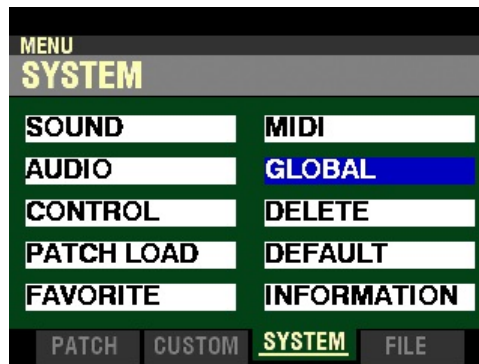 MENU
SYSTEM
SOUND
MIDI
AUDIO
GLOBAL
CONTROL
DELETE
PATCH LOAD
DEFAULT
FAVORITE
INFORMATION
PATCH CUSTOM SYSTEM FILE